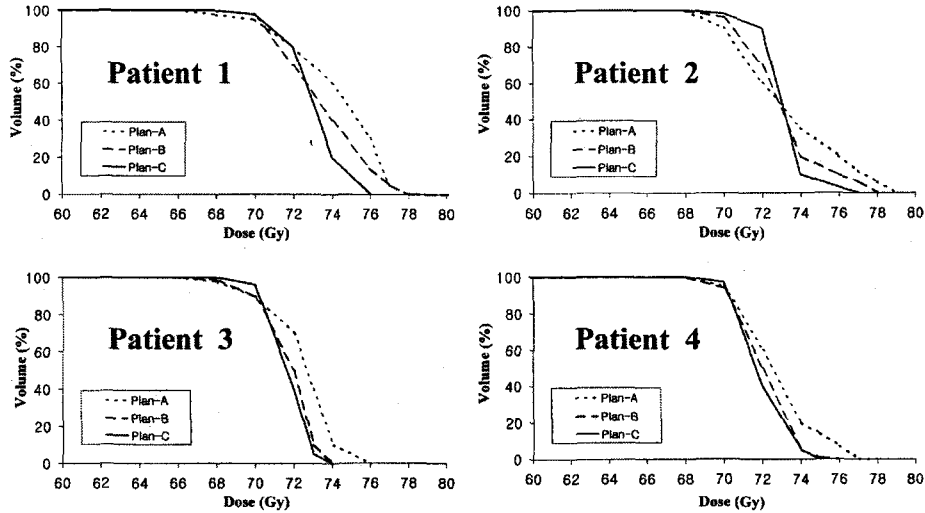 Patient 1
Volume (%)
100
80
60
40
20
0
Plan-A
Plan-B
Plan-C
60 62 64 66 68 70 72 74 76 78 80
Dose (Gy)
Patient 2
Volume (%)
100
80
60
40
20
0
Plan-A
Plan-B
Plan-C
60 62 64 66 68 70 72 74 76 78 80
Dose (Gy)
Patient 3
Volume (%)
100
80
60
40
20
0
Plan-A
Plan-B
Plan-C
60 62 64 66 68 70 72 74 76 78 80
Dose (Gy)
Patient 4
Volume (%)
100
80
60
40
20
0
Plan-A
Plan-B
Plan-C
60 62 64 66 68 70 72 74 76 78 80
Dose (Gy)